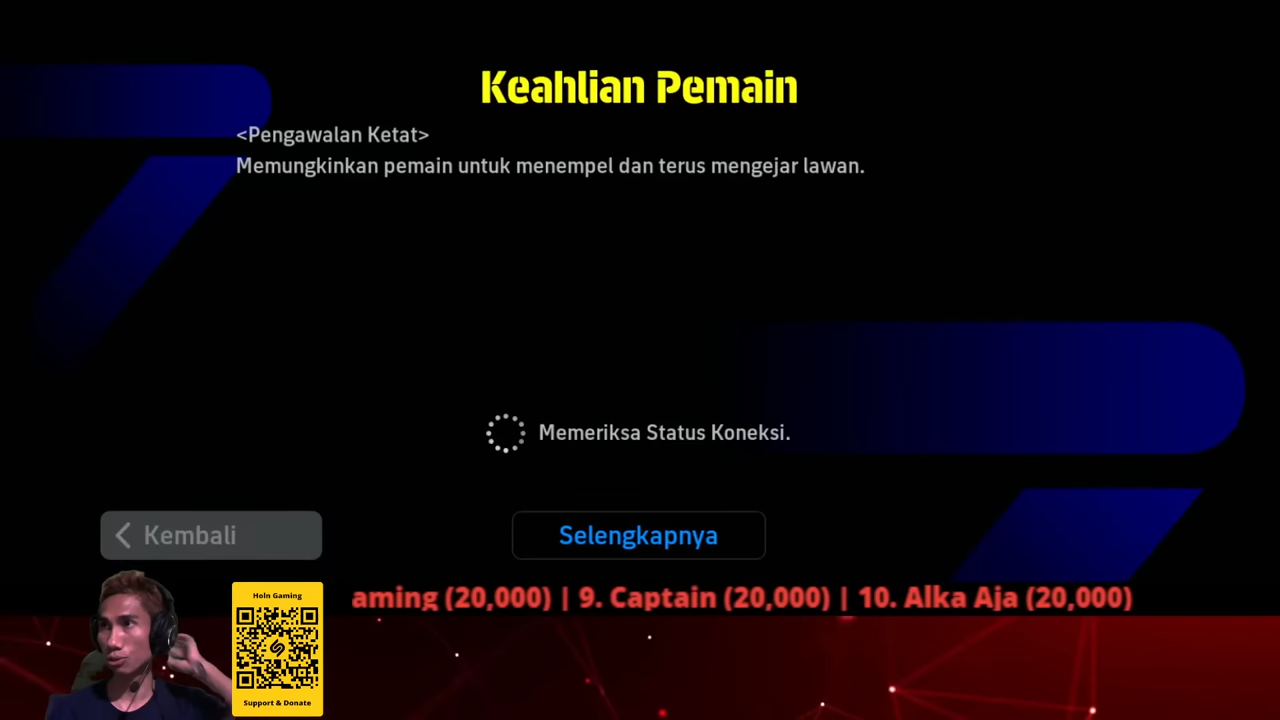 Keahlian Pemain
<Pengawalan Ketat>
Memungkinkan pemain untuk menempel dan terus mengejar lawan.
Memeriksa Status Koneksi.
Kembali
Selengkapnya
Holn Gaming
aming (20,000) | 9. Captain (20,000) | 10. Alka Aja (20,000)
Support & Donate